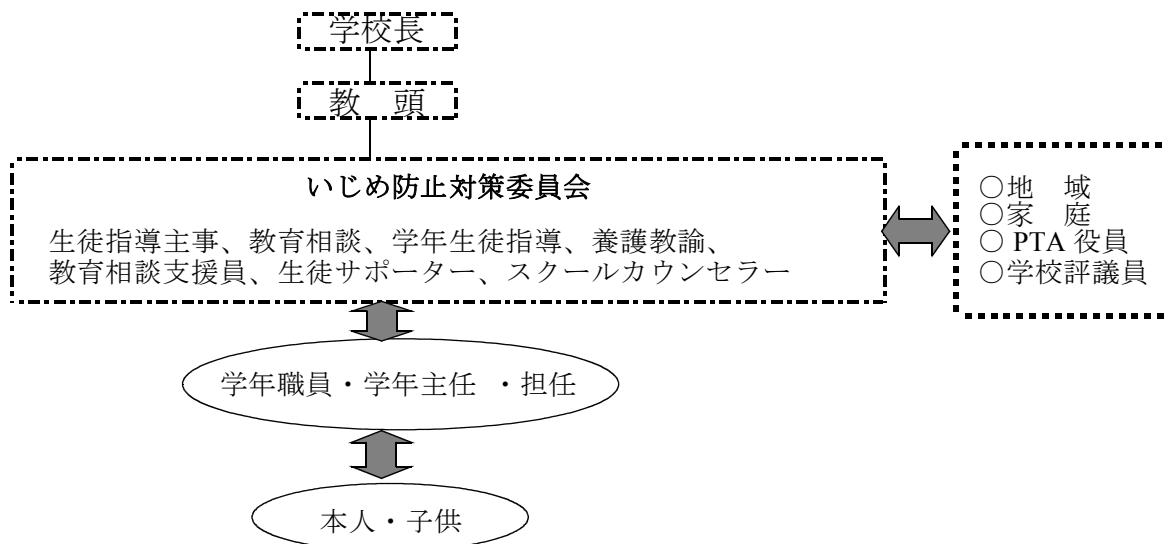 学校長
教　頭
いじめ防止対策委員会
生徒指導主事、教育相談、学年生徒指導、養護教諭、
教育相談支援員、生徒サポーター、スクールカウンセラー
○地　域
○家　庭
○ PTA 役員
○学校評議員
学年職員・学年主任 ・担任
本人・子供